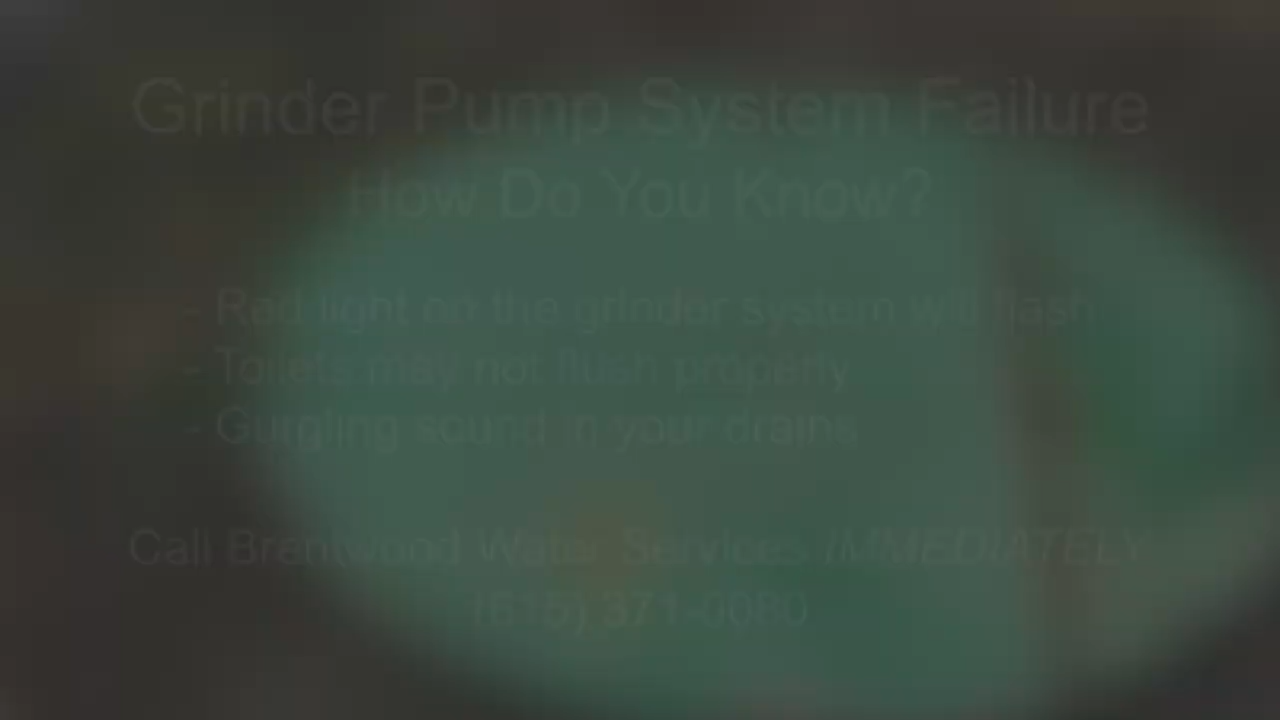 Grinder Pump System Failure
How Do You Know?
- Red light on the grinder system will flash
- Toilets may not flush properly
- Gurgling sound in your drains
Call Brentwood Water Services IMMEDIATELY
(615) 371-0080